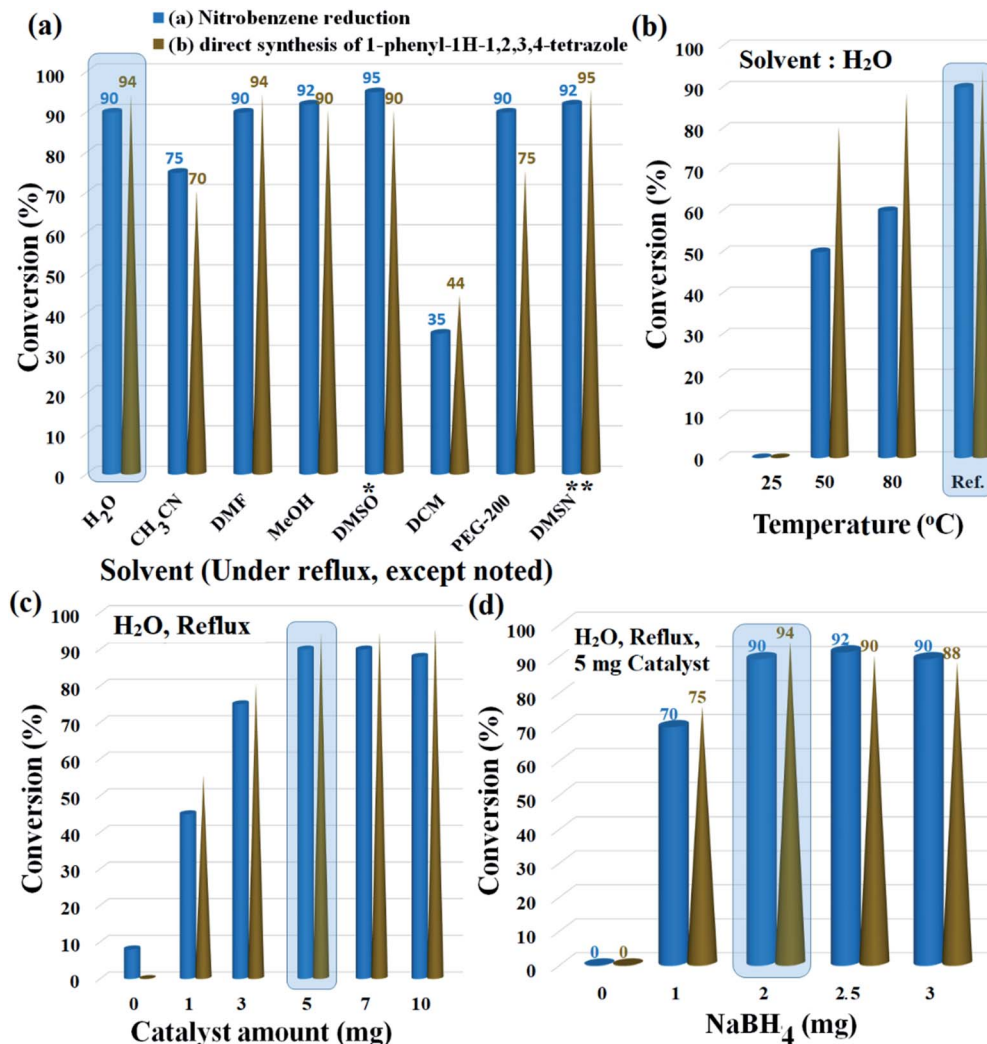 (a)
(a) Nitrobenzene reduction
(b) direct synthesis of 1-phenyl-1H-1,2,3,4-tetrazole
Conversion (%)
100
90
80
70
60
50
40
30
20
10
0
90 94
75 70
90 94
92 90
95 90
35 44
90 75
92 95
H₂O
CH₃CN
DMF
MeOH
DMSO*
DCM
PEG-200
DMSN**
Solvent (Under reflux, except noted)
(b)
Solvent : H₂O
Conversion (%)
100
90
80
70
60
50
40
30
20
10
0
25 50 80 Ref.
Temperature (ºC)
(c)
H₂O, Reflux
Conversion (%)
100
90
80
70
60
50
40
30
20
10
0
0 1 3 5 7 10
Catalyst amount (mg)
(d)
H₂O, Reflux,
5 mg Catalyst
Conversion (%)
100
90
80
70
60
50
40
30
20
10
0
0 0
70 75
90 94
92 90
90 88
0 1 2 2.5 3
NaBH₄ (mg)